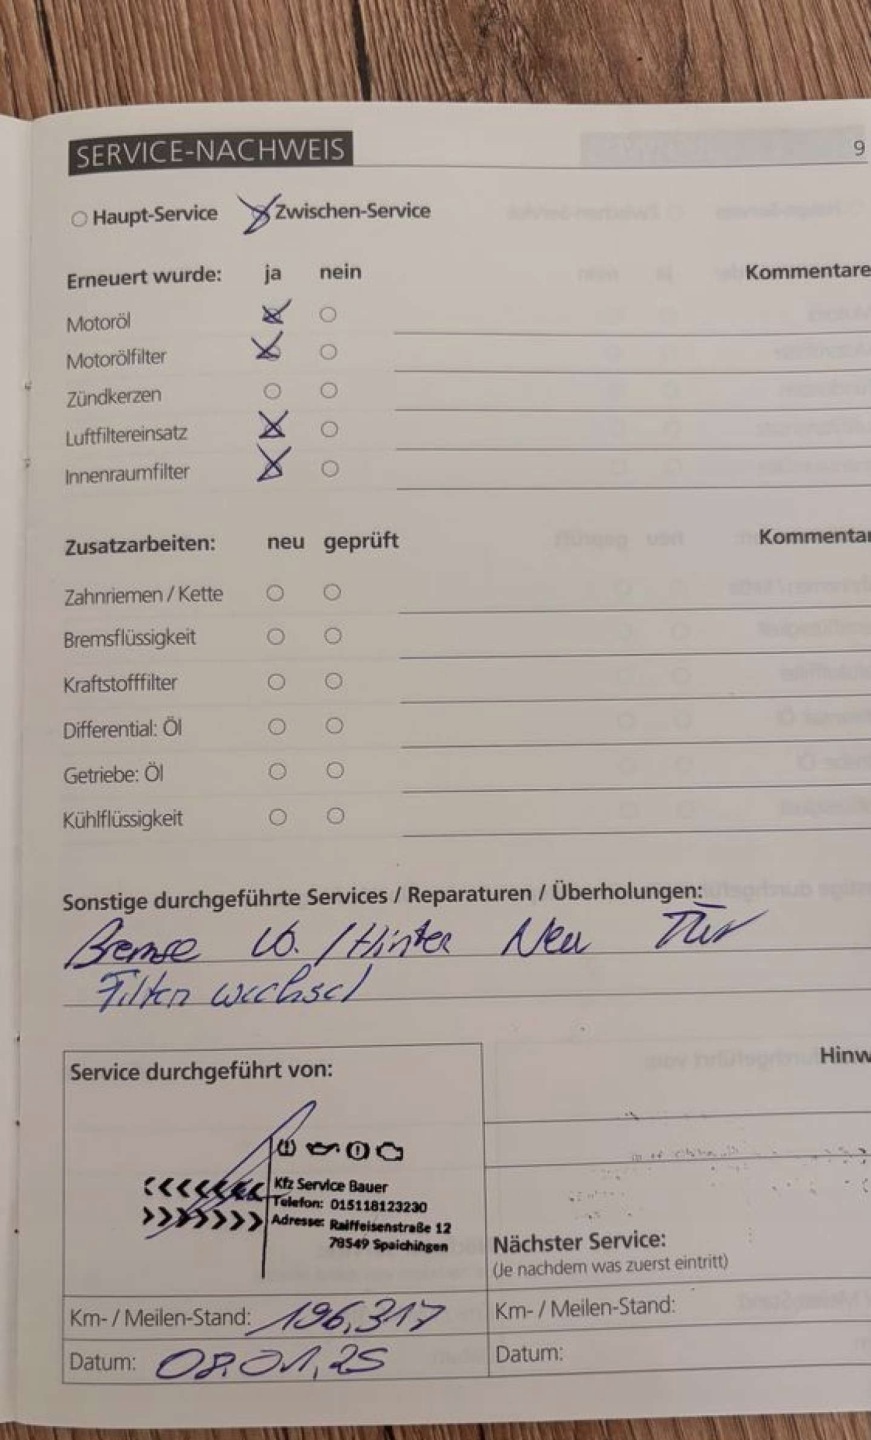 SERVICE-NACHWEIS 9
Haupt-Service Zwischen-Service
Erneuert wurde: ja nein Kommentare
Motoröl
Motorölfilter
Zündkerzen
Luftfiltereinsatz
Innenraumfilter
Zusatzarbeiten: neu geprüft Kommentar
Zahnriemen / Kette
Bremsflüssigkeit
Kraftstofffilter
Differential: Öl
Getriebe: Öl
Kühlflüssigkeit
Sonstige durchgeführte Services / Reparaturen / Überholungen:
Bremse /Hinter Neu
Filter wechsel
Service durchgeführt von: Hinw
Kfz Service Bauer
Telefon: 015118123230
Adresse: Raiffeisenstraße 12
78549 Spaichingen
Nächster Service:
(Je nachdem was zuerst eintritt)
Km- / Meilen-Stand: 196,317 Km- / Meilen-Stand:
Datum: 08.01,25 Datum: